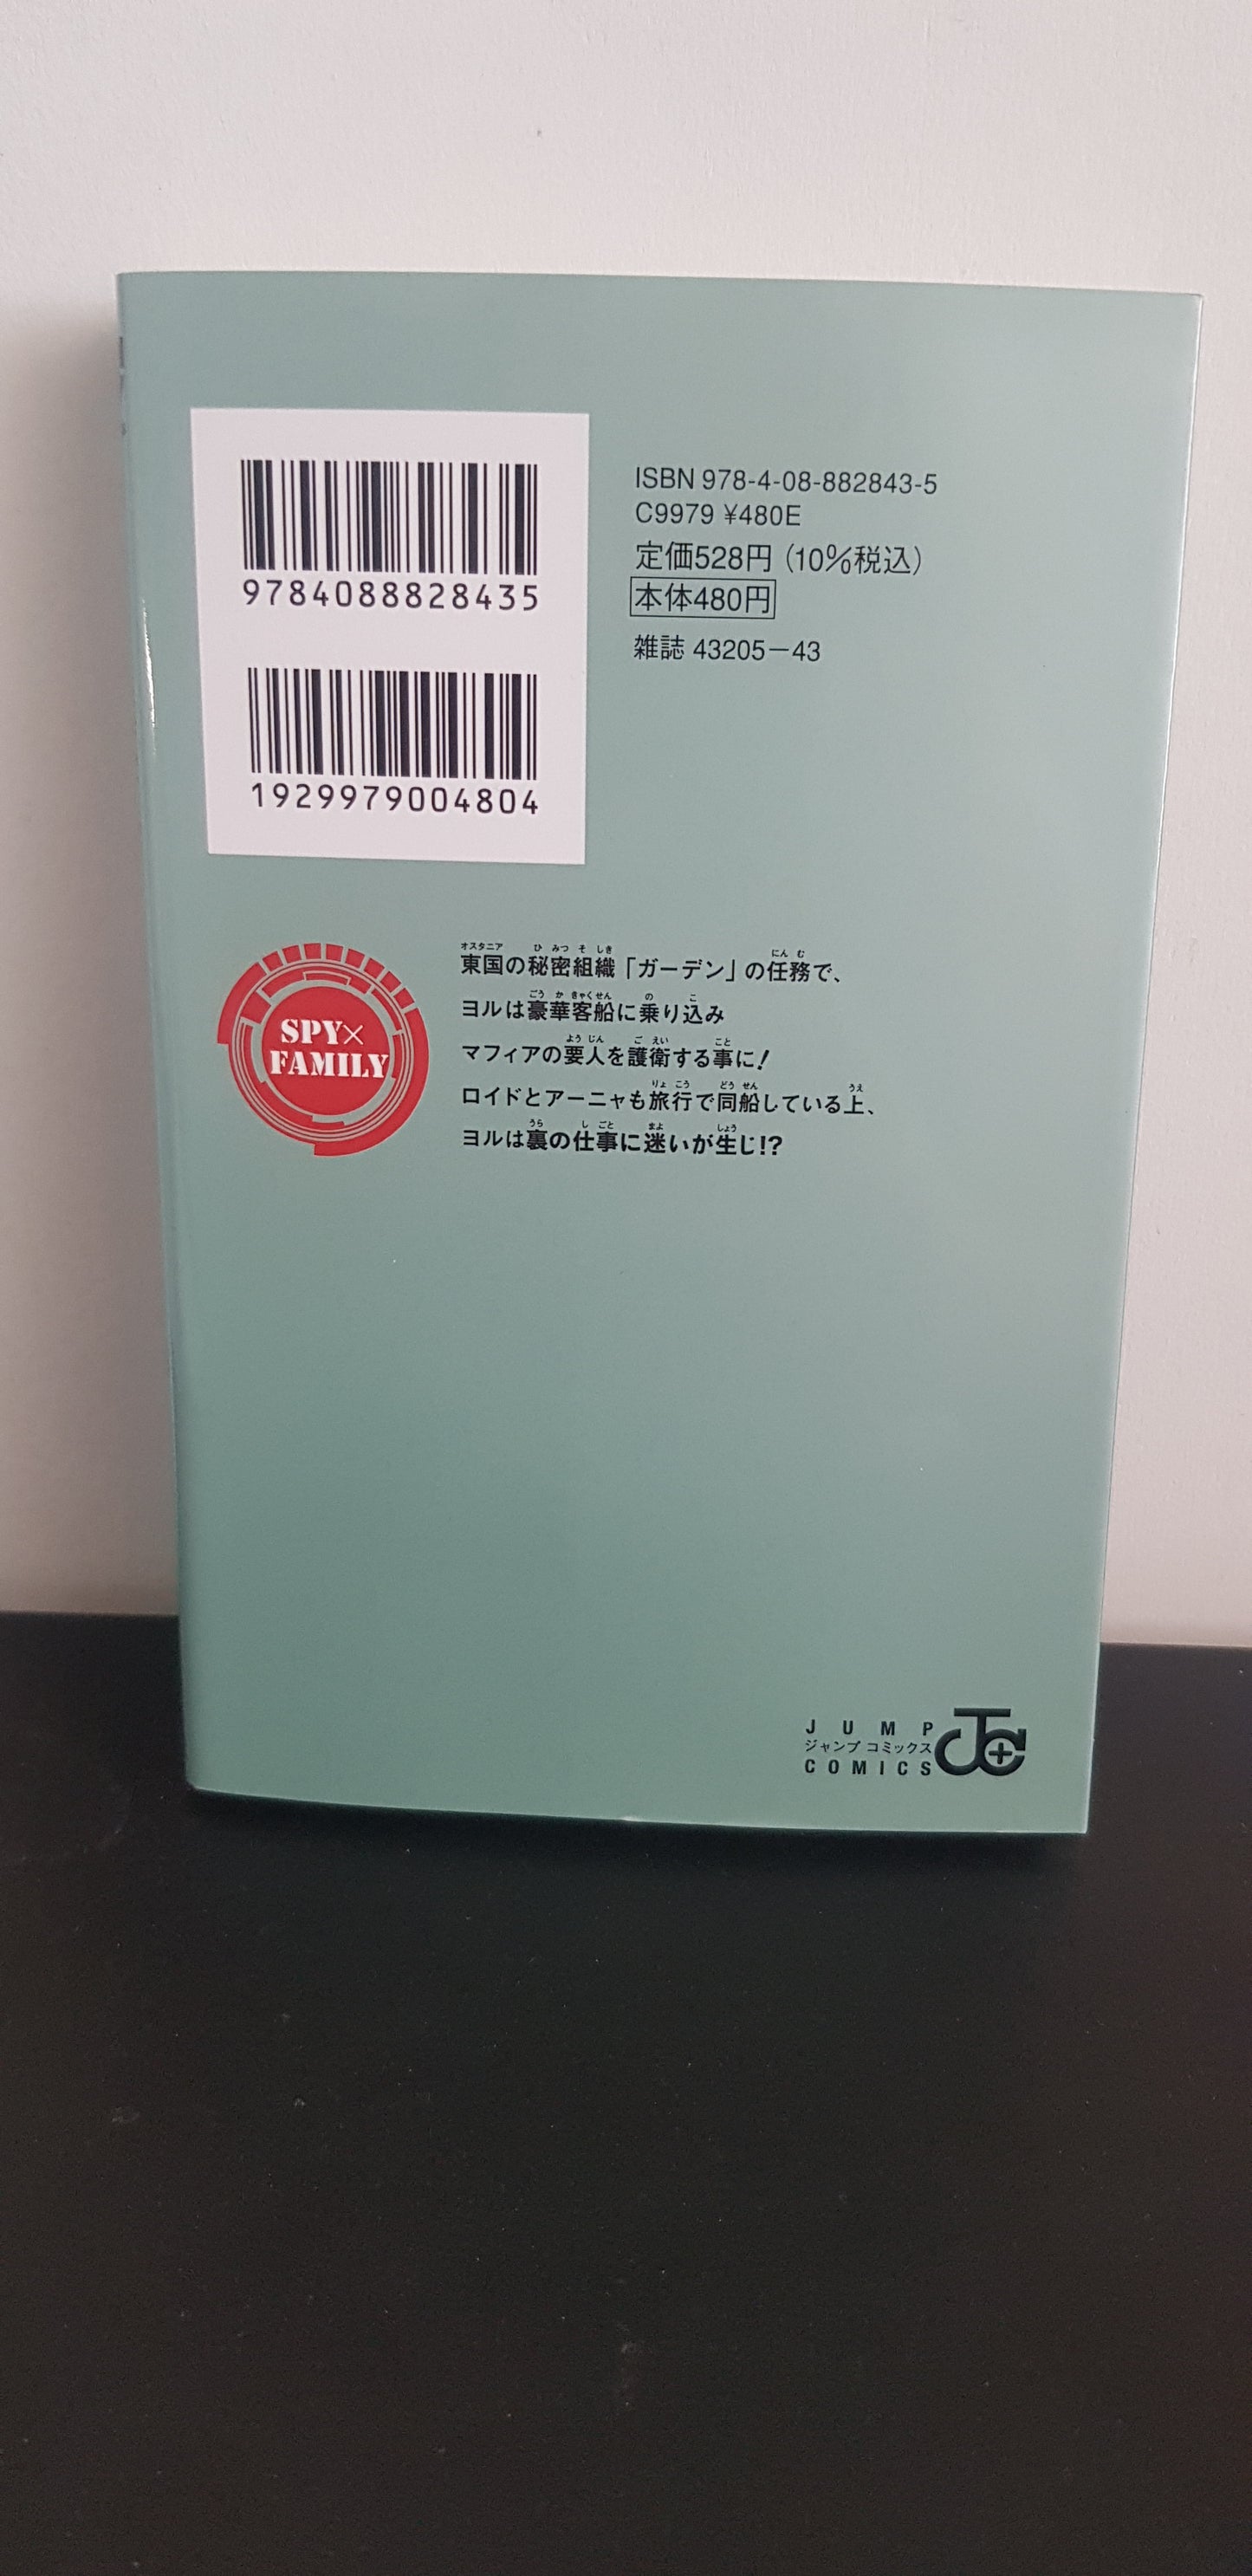 9784088828435
1929979004804
ISBN 978-4-08-882843-5
C9979 ¥480E
定価528円（10%税込）
本体480円
雑誌 43205－43
SPY×
FAMILY
オスタニア ひ みつ そ しき にん む
東国の秘密組織「ガーデン」の任務で、
ごう か きゃくせん の こ
ヨルは豪華客船に乗り込み
よう じん ご えい こと
マフィアの要人を護衛する事に!
りょ こう どう せん うえ
ロイドとアーニャも旅行で同船している上、
うら し ごと まよ しょう
ヨルは裏の仕事に迷いが生じ!?
JUMP
ジャンプ コミックス
COMICS
JC+